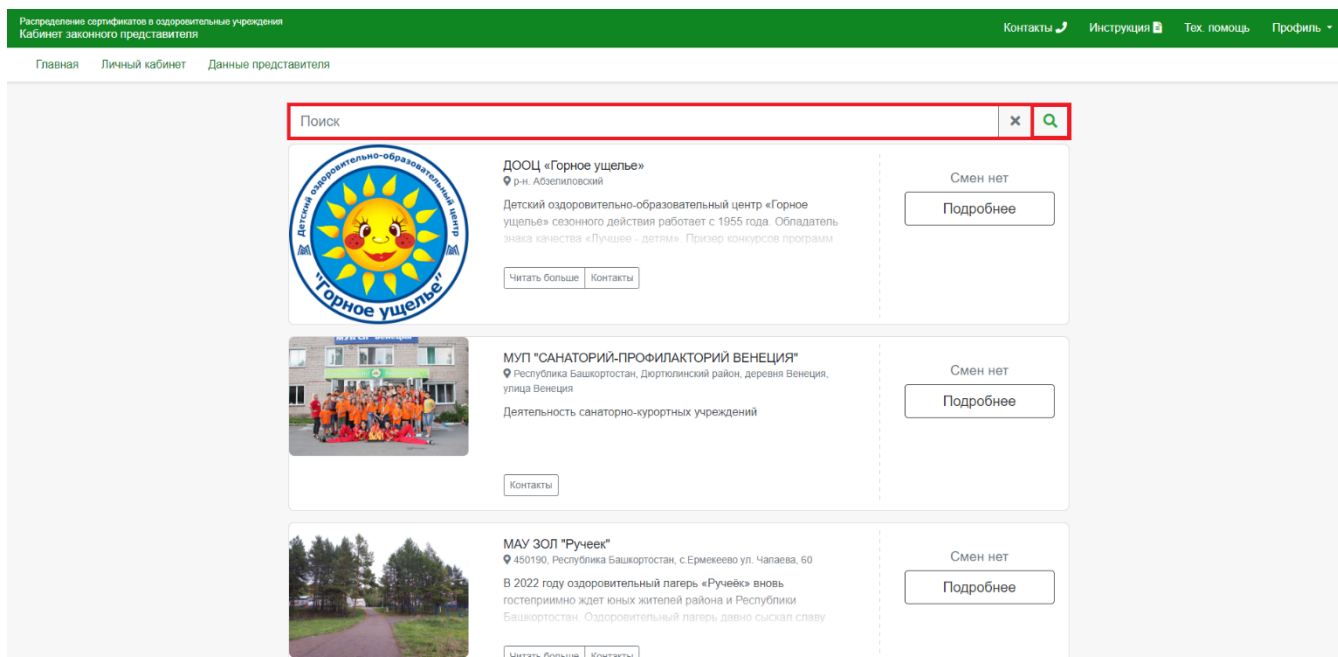 Распределение сертификатов в оздоровительные учреждения
Кабинет законного представителя
Контакты Инструкция Тех. помощь Профиль
Главная Личный кабинет Данные представителя
Поиск
Детский оздоровительно-образовательный центр
"Горное ущелье"
ДООЦ «Горное ущелье»
р-н. Абзелиловский
Детский оздоровительно-образовательный центр «Горное
ущелье» сезонного действия работает с 1955 года. Обладатель
знака качества «Лучшее - детям». Призер конкурсов программ
Читать больше Контакты
Смен нет
Подробнее
МУП "САНАТОРИЙ-ПРОФИЛАКТОРИЙ ВЕНЕЦИЯ"
Республика Башкортостан, Дюртюлинский район, деревня Венеция,
улица Венеция
Деятельность санаторно-курортных учреждений
Контакты
Смен нет
Подробнее
МАУ ЗОЛ "Ручеек"
450190, Республика Башкортостан, с.Ермекеево ул. Чапаева, 60
В 2022 году оздоровительный лагерь «Ручеёк» вновь
гостеприимно ждет юных жителей района и Республики
Башкортостан. Оздоровительный лагерь давно сыскал славу
Читать больше Контакты
Смен нет
Подробнее